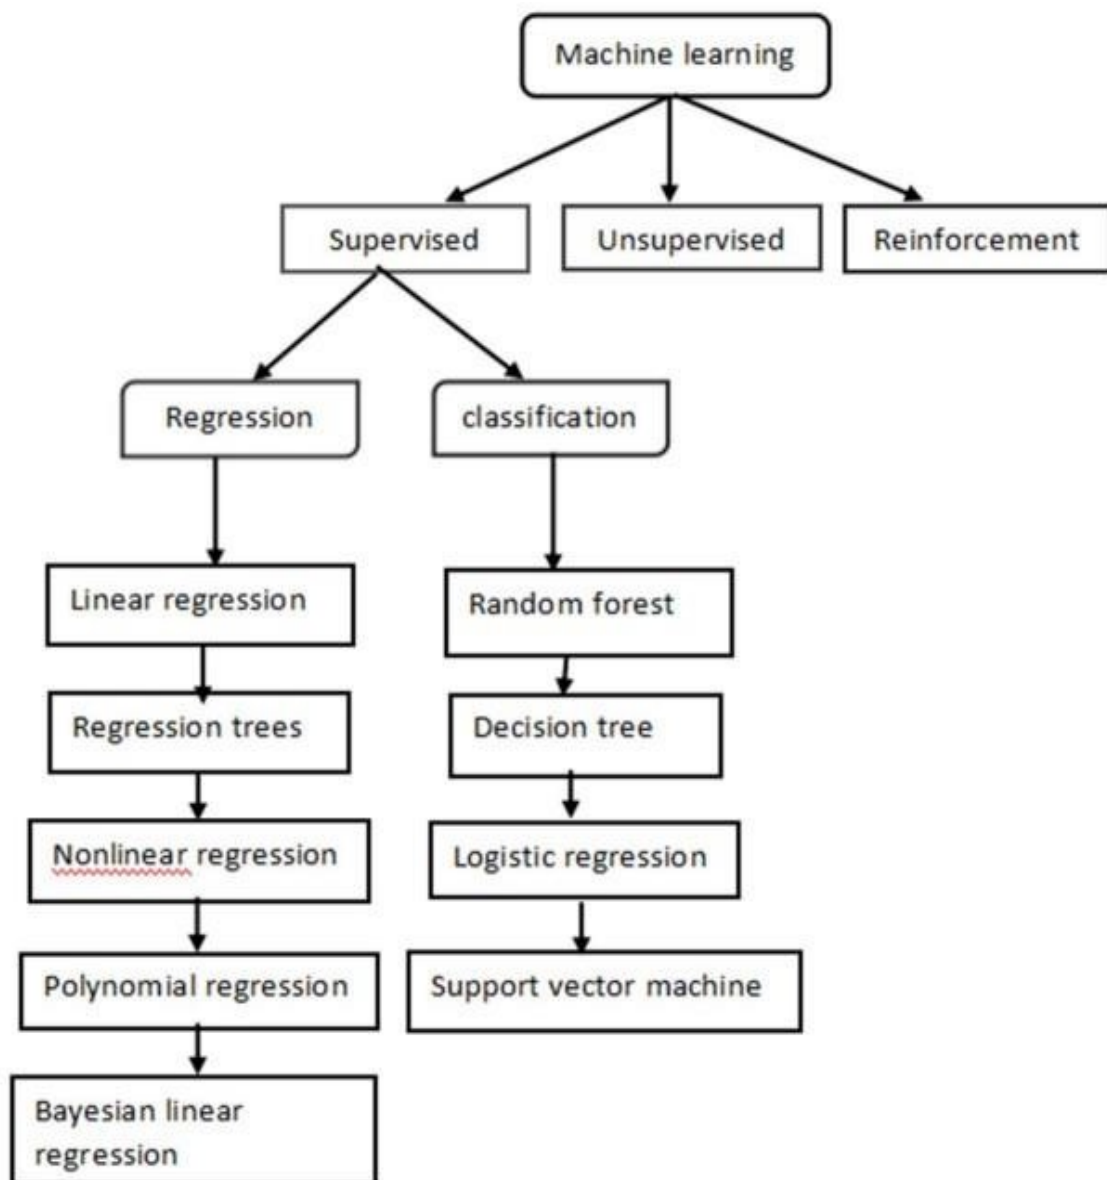 Machine learning
Supervised
Unsupervised
Reinforcement
Regression
classification
Linear regression
Random forest
Regression trees
Decision tree
Nonlinear regression
Logistic regression
Polynomial regression
Support vector machine
Bayesian linear
regression